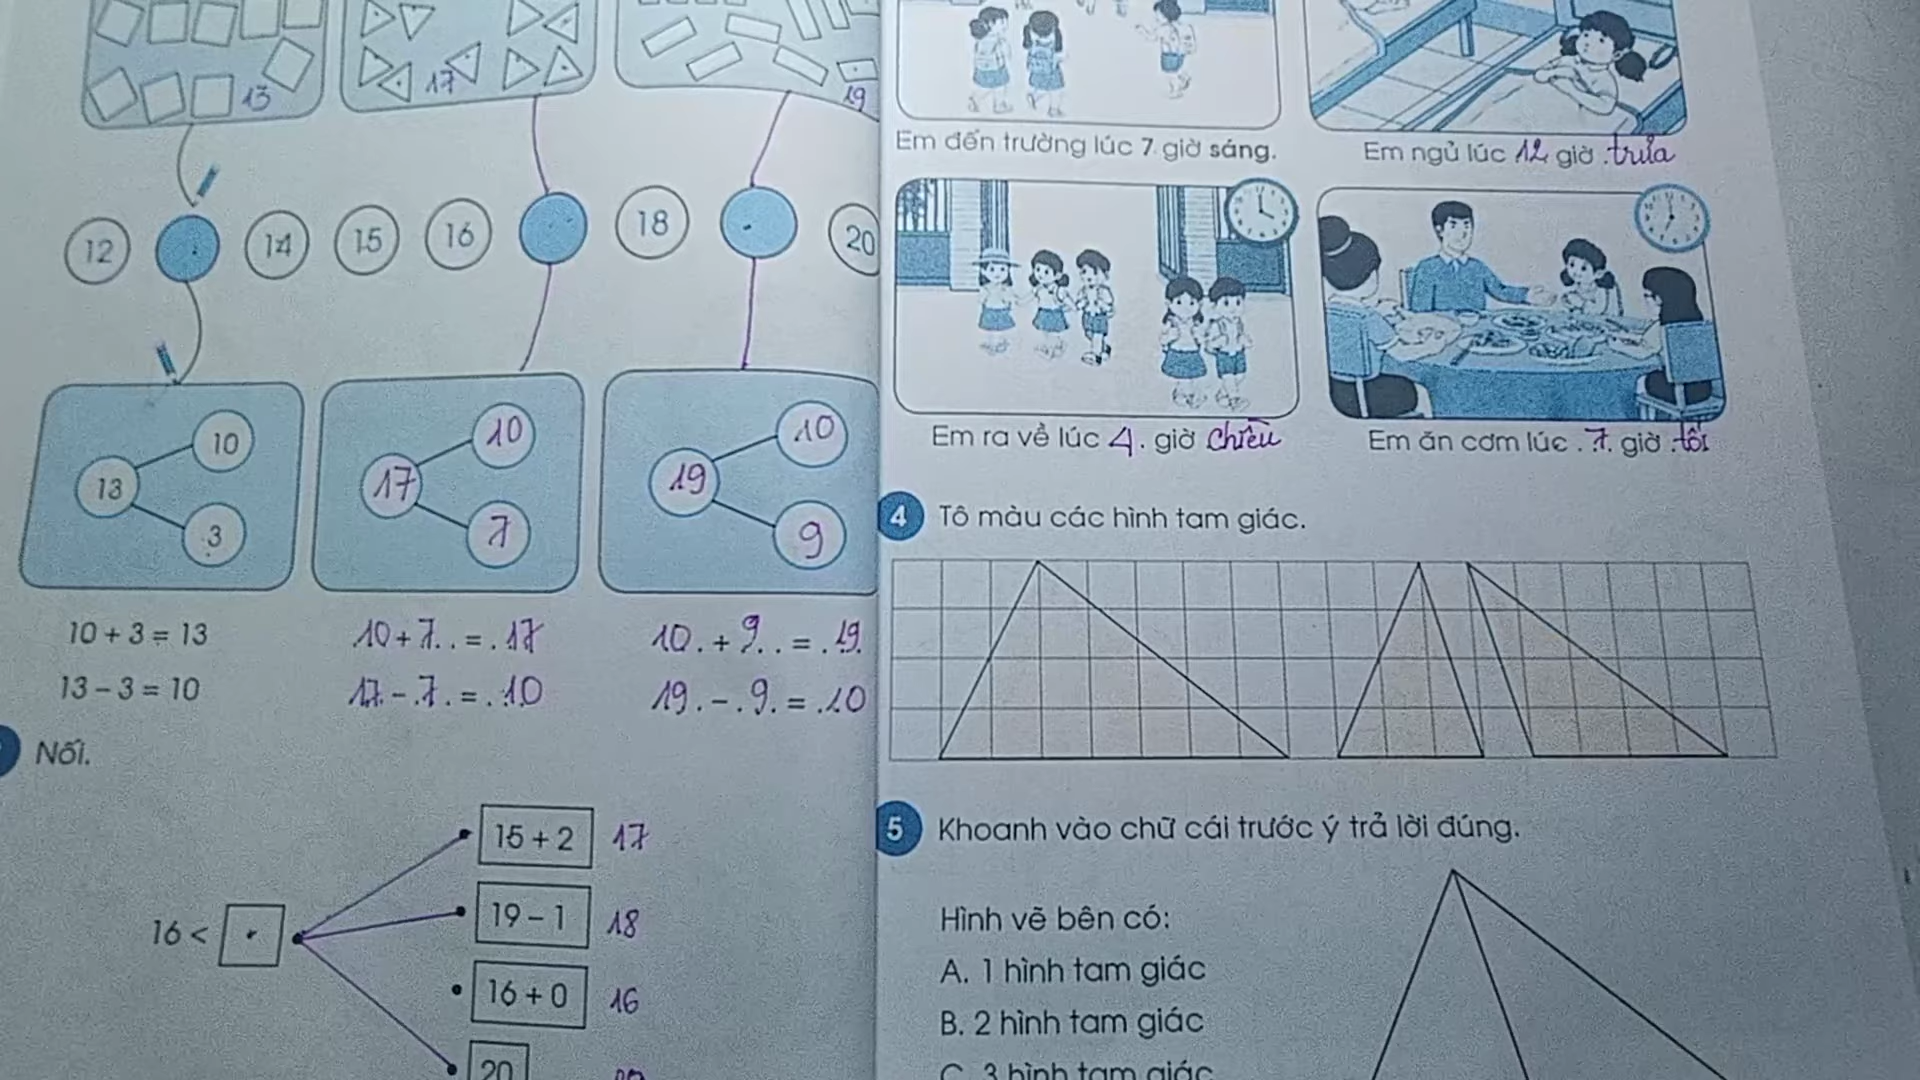 13
17
19
12
14
15
16
18
20
10
13
3
10
17
7
10
19
9
10 + 3 = 13
13 – 3 = 10
10 + 7 . . = . 17
17 – . 7 . = . 10
10 . + 9 . . = . 19 .
19 . – . 9 . = . 10
Nối.
16 <
15 + 2 17
19 – 1 18
16 + 0 16
20
Em đến trường lúc 7 giờ sáng.
Em ngủ lúc 12 giờ trưa
Em ra về lúc 4 . giờ chiều
Em ăn cơm lúc . 7 . giờ . tối
4 Tô màu các hình tam giác.
5 Khoanh vào chữ cái trước ý trả lời đúng.
Hình vẽ bên có:
A. 1 hình tam giác
B. 2 hình tam giác
C. 3 hình tam giác